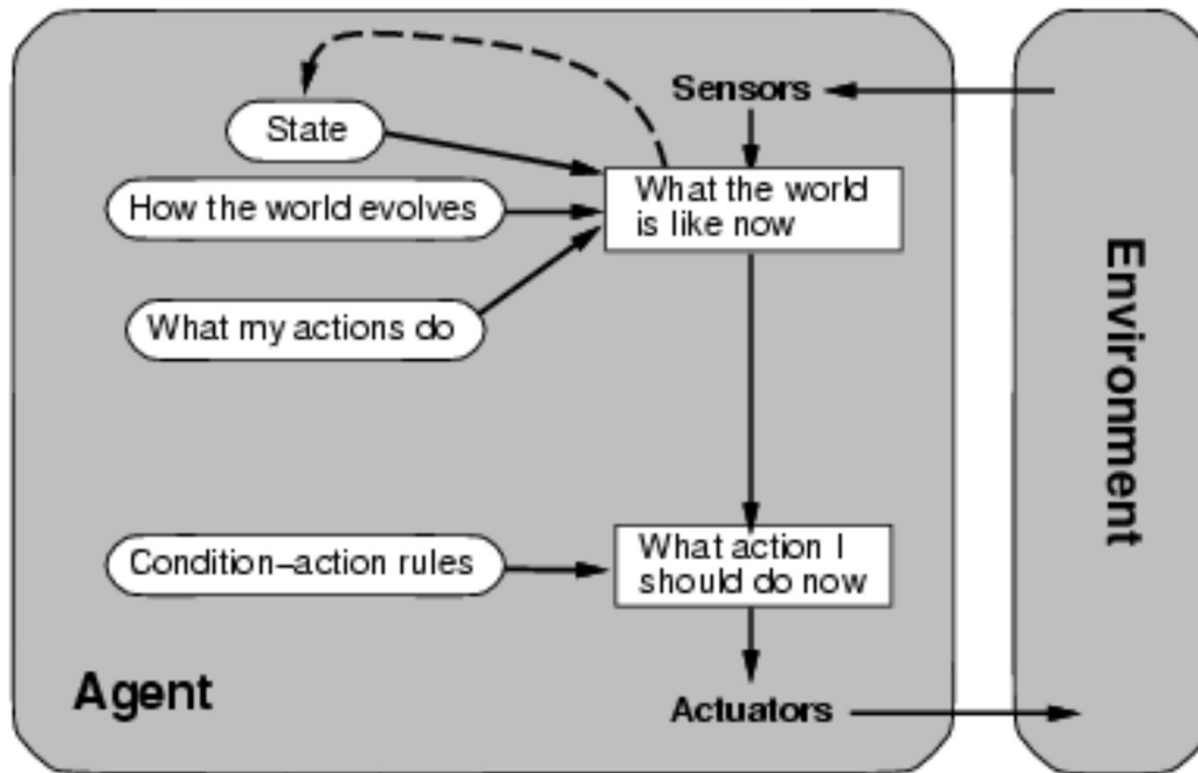 Sensors
State
What the world
is like now
How the world evolves
What my actions do
Environment
Condition–action rules
What action I
should do now
Agent
Actuators